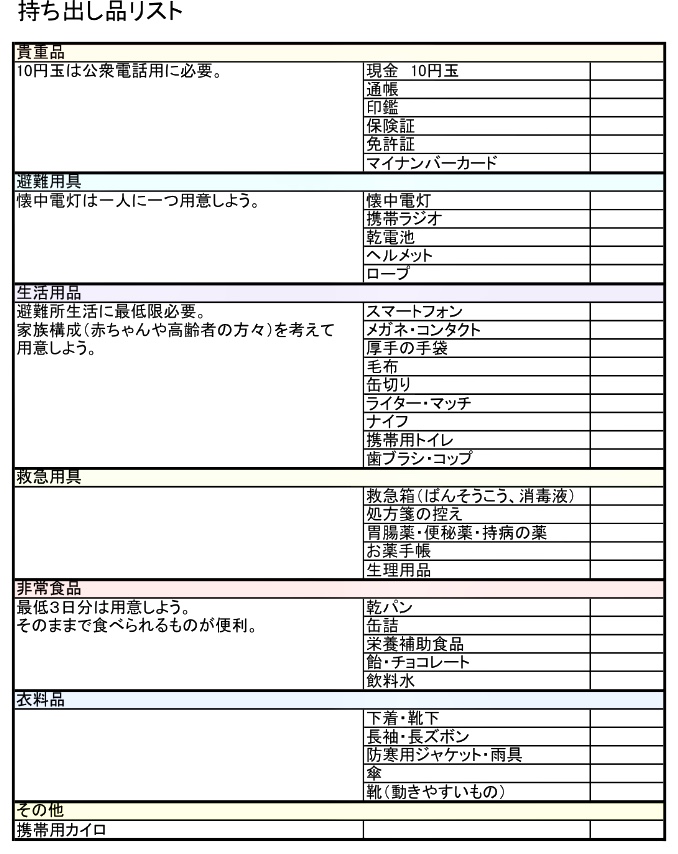 持ち出し品リスト
貴重品
10円玉は公衆電話用に必要。
現金　10円玉
通帳
印鑑
保険証
免許証
マイナンバーカード
避難用具
懐中電灯は一人に一つ用意しよう。
懐中電灯
携帯ラジオ
乾電池
ヘルメット
ロープ
生活用品
避難所生活に最低限必要。
家族構成（赤ちゃんや高齢者の方々）を考えて
用意しよう。
スマートフォン
メガネ・コンタクト
厚手の手袋
毛布
缶切り
ライター・マッチ
ナイフ
携帯用トイレ
歯ブラシ・コップ
救急用具
救急箱（ばんそうこう、消毒液）
処方箋の控え
胃腸薬・便秘薬・持病の薬
お薬手帳
生理用品
非常食品
最低３日分は用意しよう。
そのままで食べられるものが便利。
乾パン
缶詰
栄養補助食品
飴・チョコレート
飲料水
衣料品
下着・靴下
長袖・長ズボン
防寒用ジャケット・雨具
傘
靴（動きやすいもの）
その他
携帯用カイロ